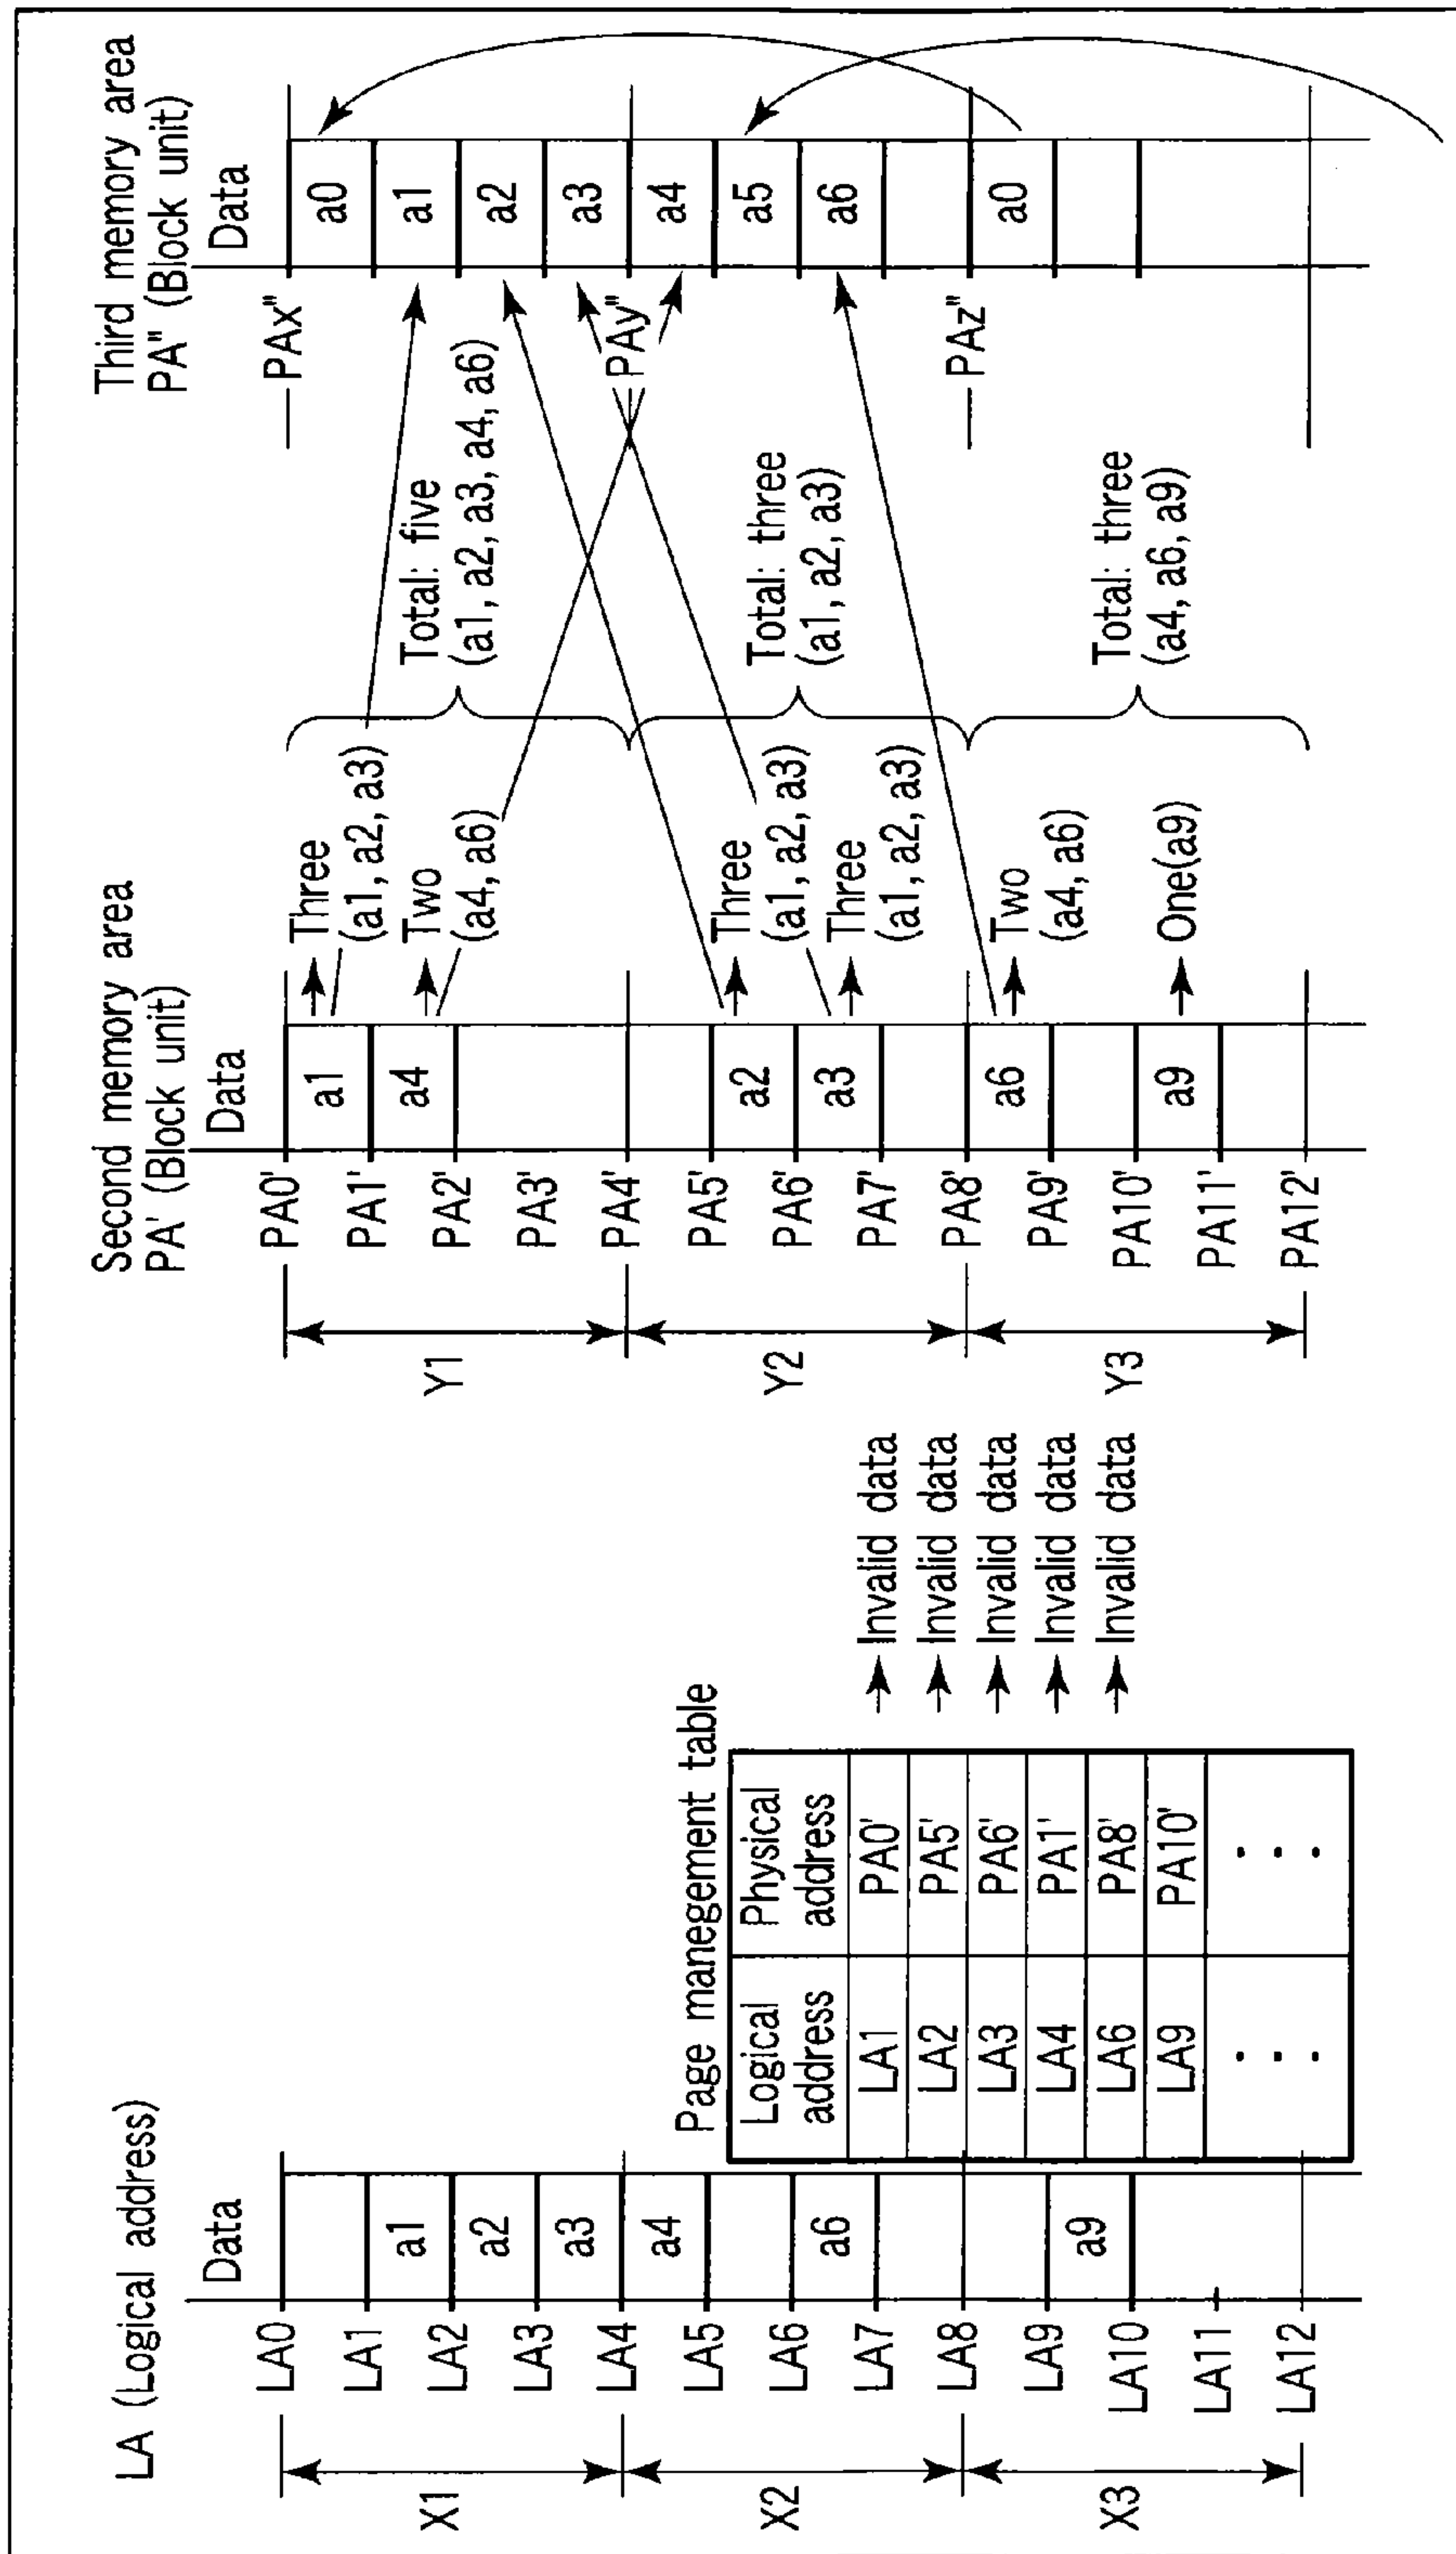 LA (Logical address)
Data
LA0
LA1
LA2
LA3
LA4
LA5
LA6
LA7
LA8
LA9
LA10
LA11
LA12
a1
a2
a3
a4
a6
a9
X1
X2
X3
Page manegement table
Logical address
Physical address
LA1 PA0'
LA2 PA5'
LA3 PA6'
LA4 PA1'
LA6 PA8'
LA9 PA10'
Invalid data
Invalid data
Invalid data
Invalid data
Invalid data
Second memory area
PA' (Block unit)
Data
PA0'
PA1'
PA2'
PA3'
PA4'
PA5'
PA6'
PA7'
PA8'
PA9'
PA10'
PA11'
PA12'
Y1
Y2
Y3
a1
a4
a2
a3
a6
a9
Three
(a1, a2, a3)
Two
(a4, a6)
Three
(a1, a2, a3)
Three
(a1, a2, a3)
Two
(a4, a6)
One(a9)
Total: five
(a1, a2, a3, a4, a6)
Total: three
(a1, a2, a3)
Total: three
(a4, a6, a9)
Third memory area
PA" (Block unit)
Data
PAx"
PAy"
PAz"
a0
a1
a2
a3
a4
a5
a6
a0